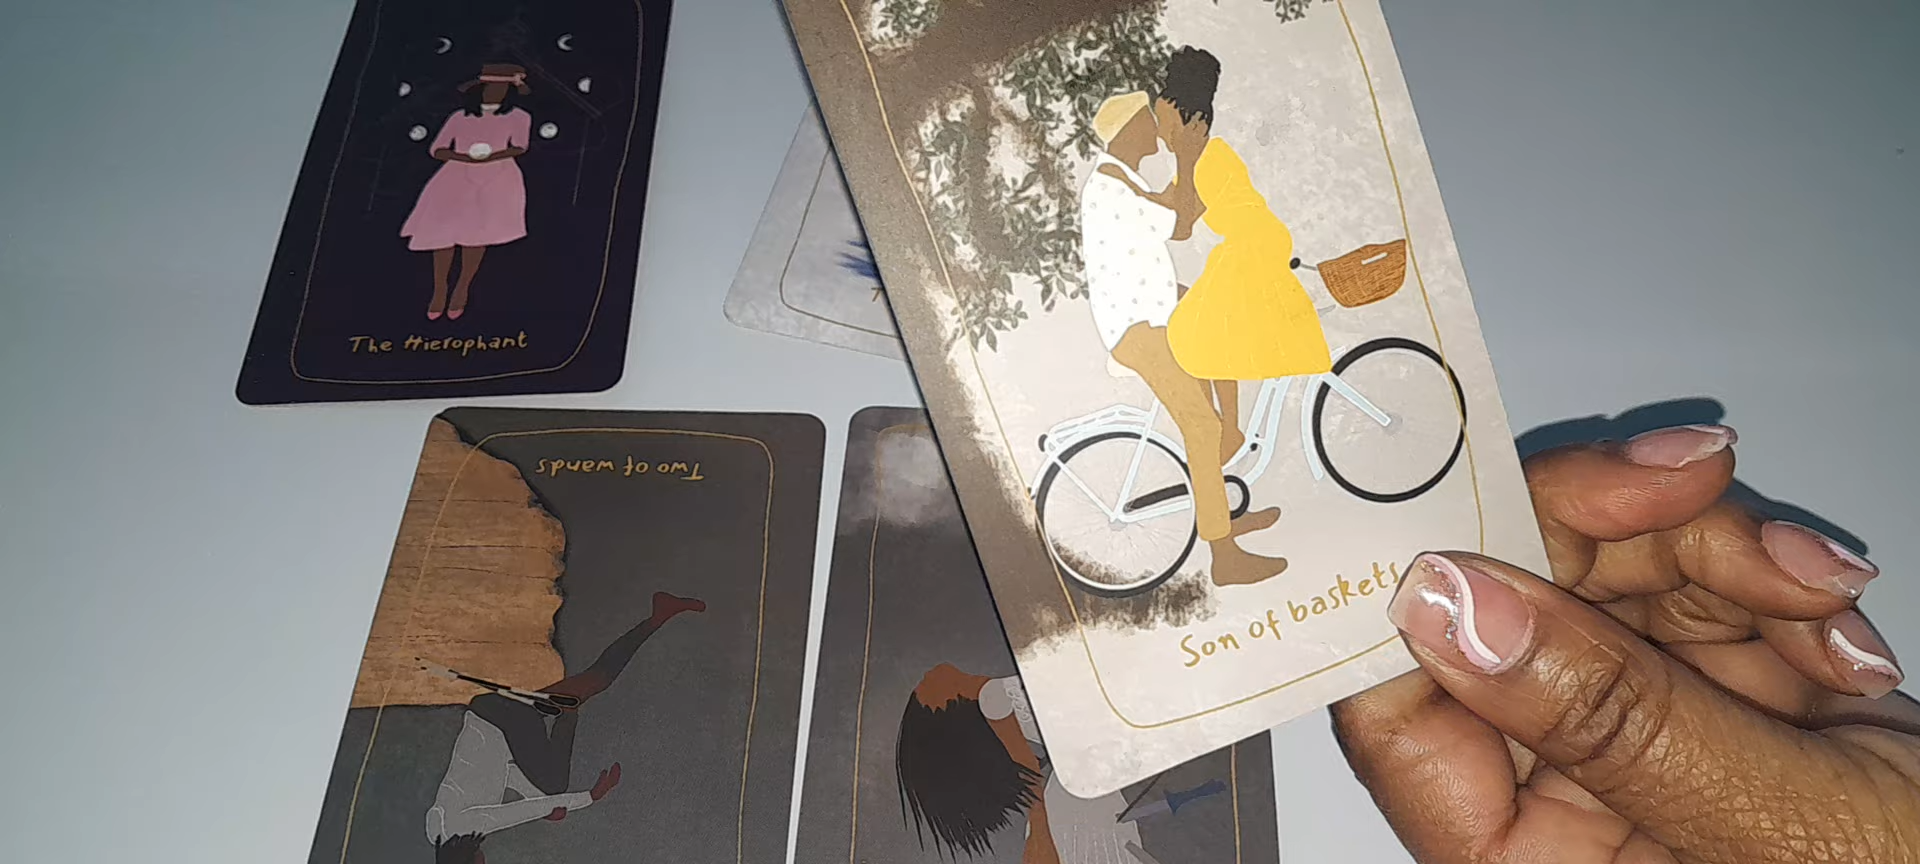 The Hierophant
Two of wands
Son of baskets